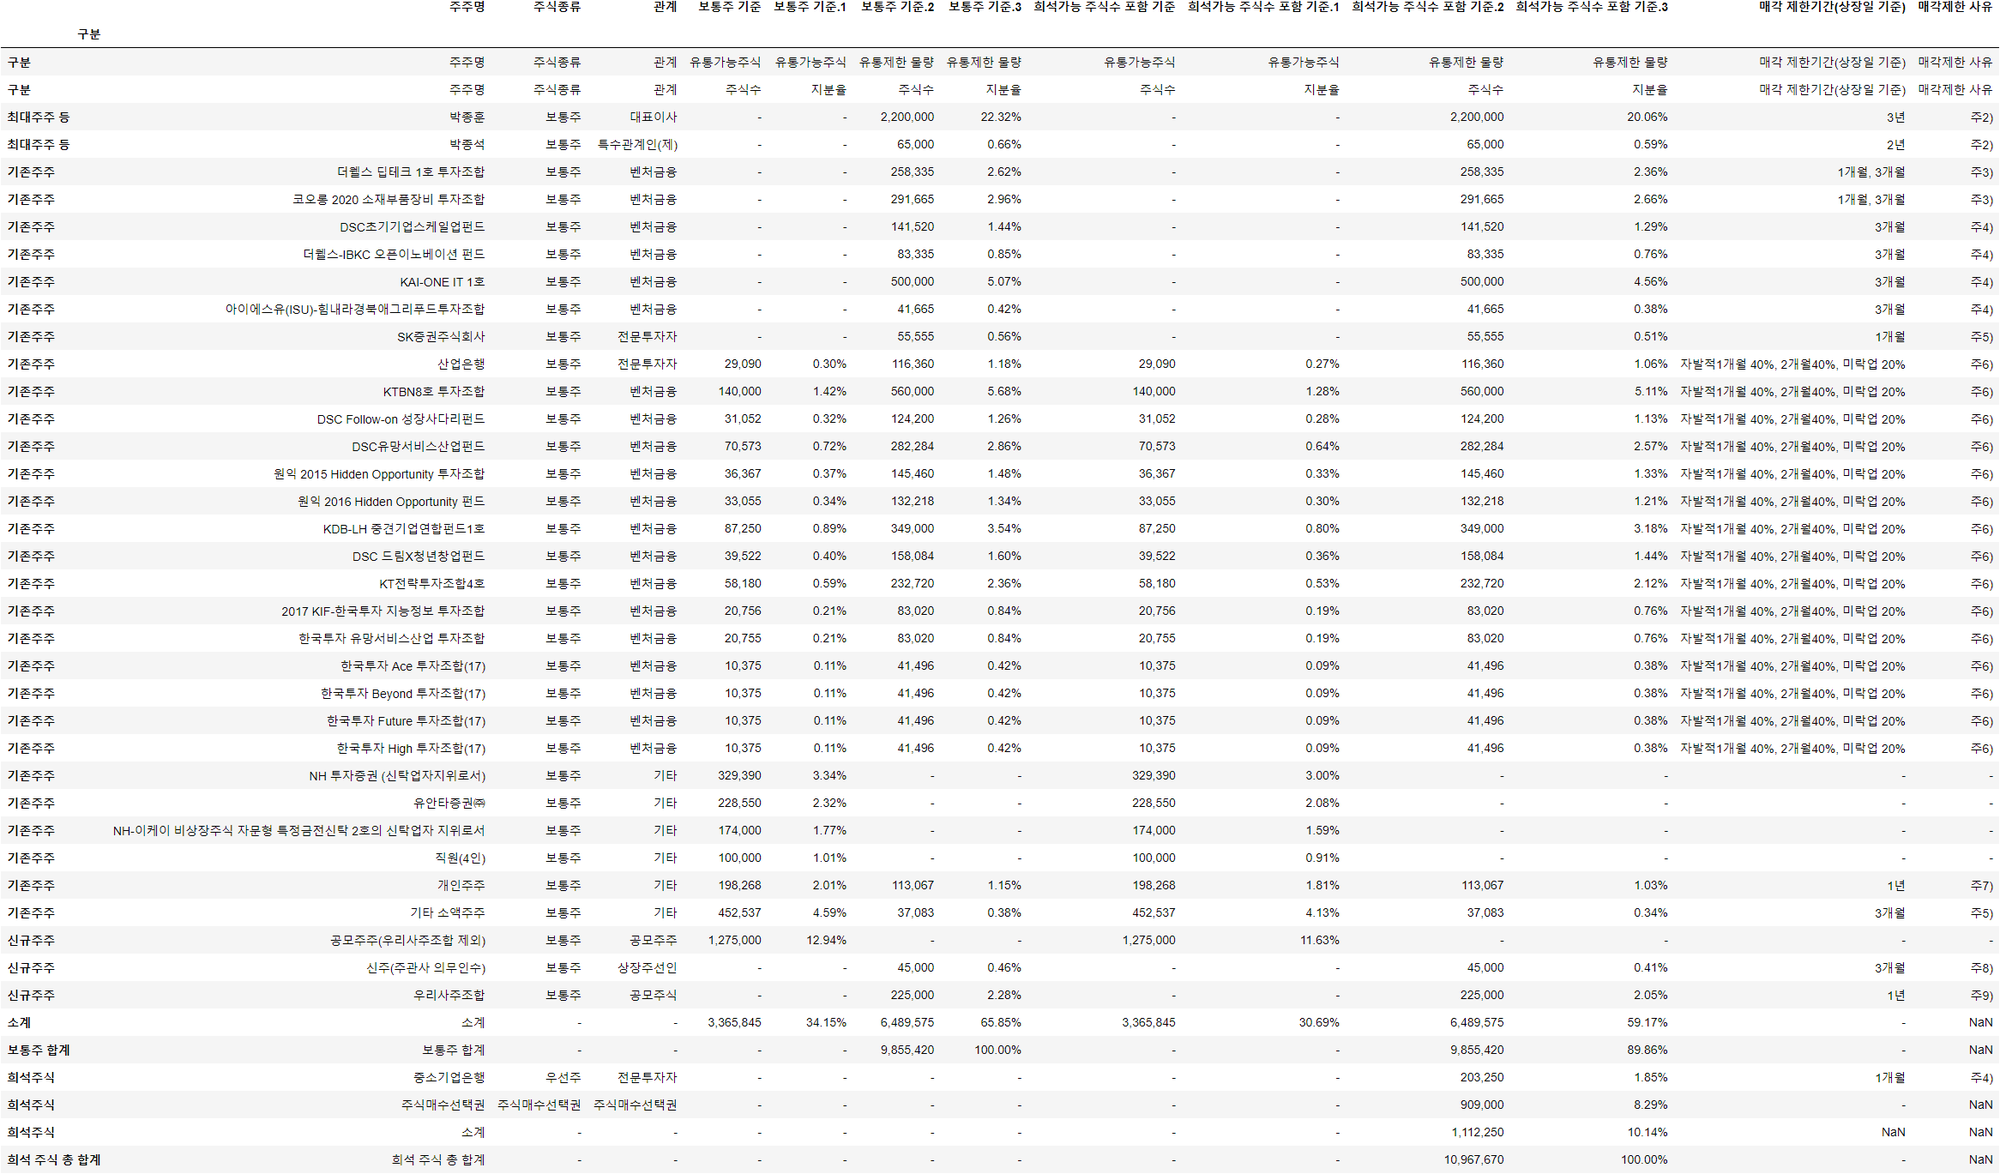 주주명 주식종류 관계 보통주 기준 보통주 기준.1 보통주 기준.2 보통주 기준.3 희석가능 주식수 포함 기준 희석가능 주식수 포함 기준.1 희석가능 주식수 포함 기준.2 희석가능 주식수 포함 기준.3 매각 제한기간(상장일 기준) 매각제한 사유
구분
구분 주주명 주식종류 관계 유통가능주식 유통가능주식 유통제한 물량 유통제한 물량 유통가능주식 유통가능주식 유통제한 물량 유통제한 물량 매각 제한기간(상장일 기준) 매각제한 사유
구분 주주명 주식종류 관계 주식수 지분율 주식수 지분율 주식수 지분율 주식수 지분율 매각 제한기간(상장일 기준) 매각제한 사유
최대주주 등 박종훈 보통주 대표이사 - - 2,200,000 22.32% - - 2,200,000 20.06% 3년 주2)
최대주주 등 박종석 보통주 특수관계인(제) - - 65,000 0.66% - - 65,000 0.59% 2년 주2)
기존주주 더웰스 딥테크 1호 투자조합 보통주 벤처금융 - - 258,335 2.62% - - 258,335 2.36% 1개월, 3개월 주3)
기존주주 코오롱 2020 소재부품장비 투자조합 보통주 벤처금융 - - 291,665 2.96% - - 291,665 2.66% 1개월, 3개월 주3)
기존주주 DSC초기기업스케일업펀드 보통주 벤처금융 - - 141,520 1.44% - - 141,520 1.29% 3개월 주4)
기존주주 더웰스-IBKC 오픈이노베이션 펀드 보통주 벤처금융 - - 83,335 0.85% - - 83,335 0.76% 3개월 주4)
기존주주 KAI-ONE IT 1호 보통주 벤처금융 - - 500,000 5.07% - - 500,000 4.56% 3개월 주4)
기존주주 아이에스유(ISU)-힘내라경북애그리푸드투자조합 보통주 벤처금융 - - 41,665 0.42% - - 41,665 0.38% 3개월 주4)
기존주주 SK증권주식회사 보통주 전문투자자 - - 55,555 0.56% - - 55,555 0.51% 1개월 주5)
기존주주 산업은행 보통주 전문투자자 29,090 0.30% 116,360 1.18% 29,090 0.27% 116,360 1.06% 자발적1개월 40%, 2개월40%, 미락업 20% 주6)
기존주주 KTBN8호 투자조합 보통주 벤처금융 140,000 1.42% 560,000 5.68% 140,000 1.28% 560,000 5.11% 자발적1개월 40%, 2개월40%, 미락업 20% 주6)
기존주주 DSC Follow-on 성장사다리펀드 보통주 벤처금융 31,052 0.32% 124,200 1.26% 31,052 0.28% 124,200 1.13% 자발적1개월 40%, 2개월40%, 미락업 20% 주6)
기존주주 DSC유망서비스산업펀드 보통주 벤처금융 70,573 0.72% 282,284 2.86% 70,573 0.64% 282,284 2.57% 자발적1개월 40%, 2개월40%, 미락업 20% 주6)
기존주주 원익 2015 Hidden Opportunity 투자조합 보통주 벤처금융 36,367 0.37% 145,460 1.48% 36,367 0.33% 145,460 1.33% 자발적1개월 40%, 2개월40%, 미락업 20% 주6)
기존주주 원익 2016 Hidden Opportunity 펀드 보통주 벤처금융 33,055 0.34% 132,218 1.34% 33,055 0.30% 132,218 1.21% 자발적1개월 40%, 2개월40%, 미락업 20% 주6)
기존주주 KDB-LH 중견기업연합펀드1호 보통주 벤처금융 87,250 0.89% 349,000 3.54% 87,250 0.80% 349,000 3.18% 자발적1개월 40%, 2개월40%, 미락업 20% 주6)
기존주주 DSC 드림X청년창업펀드 보통주 벤처금융 39,522 0.40% 158,084 1.60% 39,522 0.36% 158,084 1.44% 자발적1개월 40%, 2개월40%, 미락업 20% 주6)
기존주주 KT전략투자조합4호 보통주 벤처금융 58,180 0.59% 232,720 2.36% 58,180 0.53% 232,720 2.12% 자발적1개월 40%, 2개월40%, 미락업 20% 주6)
기존주주 2017 KIF-한국투자 지능정보 투자조합 보통주 벤처금융 20,756 0.21% 83,020 0.84% 20,756 0.19% 83,020 0.76% 자발적1개월 40%, 2개월40%, 미락업 20% 주6)
기존주주 한국투자 유망서비스산업 투자조합 보통주 벤처금융 20,755 0.21% 83,020 0.84% 20,755 0.19% 83,020 0.76% 자발적1개월 40%, 2개월40%, 미락업 20% 주6)
기존주주 한국투자 Ace 투자조합(17) 보통주 벤처금융 10,375 0.11% 41,496 0.42% 10,375 0.09% 41,496 0.38% 자발적1개월 40%, 2개월40%, 미락업 20% 주6)
기존주주 한국투자 Beyond 투자조합(17) 보통주 벤처금융 10,375 0.11% 41,496 0.42% 10,375 0.09% 41,496 0.38% 자발적1개월 40%, 2개월40%, 미락업 20% 주6)
기존주주 한국투자 Future 투자조합(17) 보통주 벤처금융 10,375 0.11% 41,496 0.42% 10,375 0.09% 41,496 0.38% 자발적1개월 40%, 2개월40%, 미락업 20% 주6)
기존주주 한국투자 High 투자조합(17) 보통주 벤처금융 10,375 0.11% 41,496 0.42% 10,375 0.09% 41,496 0.38% 자발적1개월 40%, 2개월40%, 미락업 20% 주6)
기존주주 NH 투자증권 (신탁업자지위로서) 보통주 기타 329,390 3.34% - - 329,390 3.00% - - - -
기존주주 유안타증권㈜ 보통주 기타 228,550 2.32% - - 228,550 2.08% - - - -
기존주주 NH-이케이 비상장주식 자문형 특정금전신탁 2호의 신탁업자 지위로서 보통주 기타 174,000 1.77% - - 174,000 1.59% - - - -
기존주주 직원(4인) 보통주 기타 100,000 1.01% - - 100,000 0.91% - - - -
기존주주 개인주주 보통주 기타 198,268 2.01% 113,067 1.15% 198,268 1.81% 113,067 1.03% 1년 주7)
기존주주 기타 소액주주 보통주 기타 452,537 4.59% 37,083 0.38% 452,537 4.13% 37,083 0.34% 3개월 주5)
신규주주 공모주주(우리사주조합 제외) 보통주 공모주주 1,275,000 12.94% - - 1,275,000 11.63% - - - -
신규주주 신주(주관사 의무인수) 보통주 상장주선인 - - 45,000 0.46% - - 45,000 0.41% 3개월 주8)
신규주주 우리사주조합 보통주 공모주식 - - 225,000 2.28% - - 225,000 2.05% 1년 주9)
소계 소계 - - 3,365,845 34.15% 6,489,575 65.85% 3,365,845 30.69% 6,489,575 59.17% - NaN
보통주 합계 보통주 합계 - - - - 9,855,420 100.00% - - 9,855,420 89.86% - NaN
희석주식 중소기업은행 우선주 전문투자자 - - - - - - 203,250 1.85% 1개월 주4)
희석주식 주식매수선택권 주식매수선택권 주식매수선택권 - - - - - - 909,000 8.29% - NaN
희석주식 소계 - - - - - - - - 1,112,250 10.14% NaN NaN
희석 주식 총 합계 희석 주식 총 합계 - - - - - - - - 10,967,670 100.00% - NaN